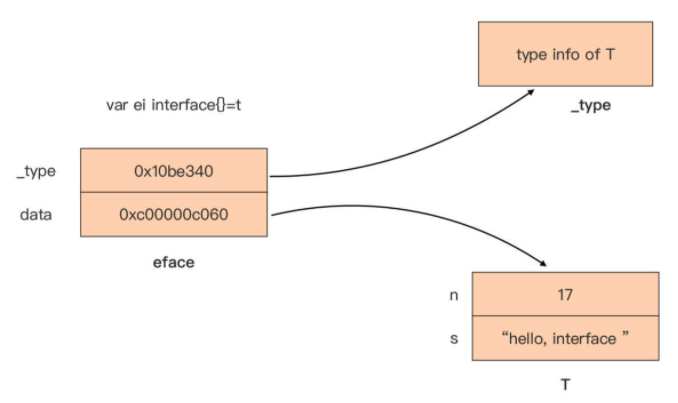 type info of T
_type
var ei interface{}=t
_type
0x10be340
data
0xc00000c060
eface
n
17
s
“hello, interface ”
T